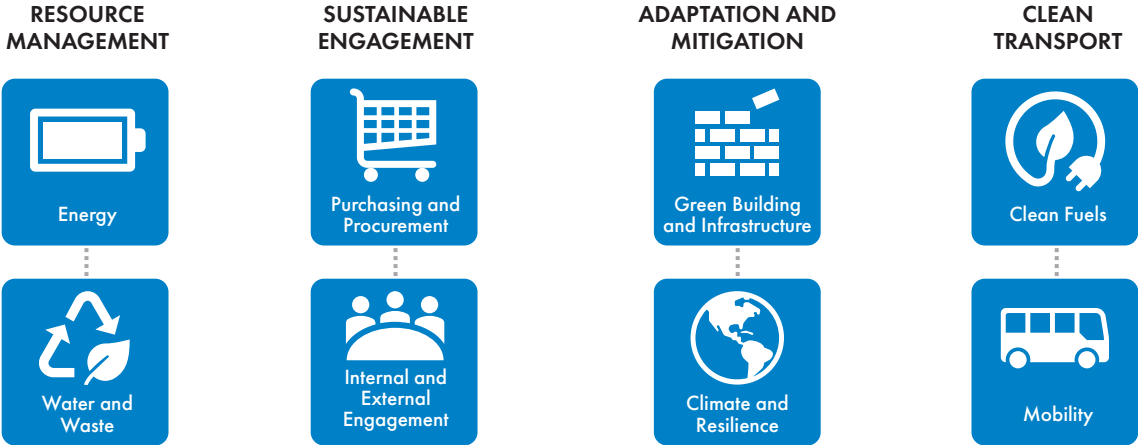 RESOURCE
MANAGEMENT
SUSTAINABLE
ENGAGEMENT
ADAPTATION AND
MITIGATION
CLEAN
TRANSPORT
Energy
Purchasing and
Procurement
Green Building
and Infrastructure
Clean Fuels
Water and
Waste
Internal and
External
Engagement
Climate and
Resilience
Mobility